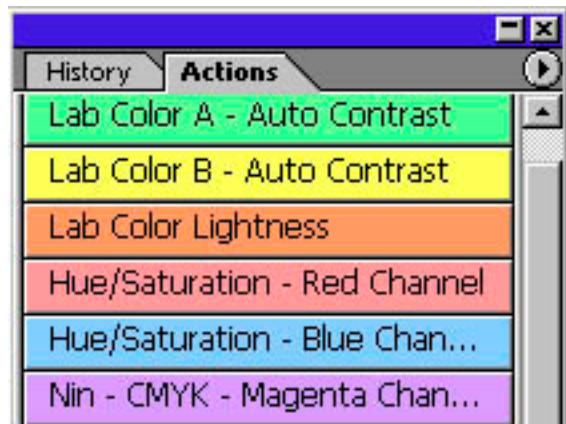 History Actions
Lab Color A - Auto Contrast
Lab Color B - Auto Contrast
Lab Color Lightness
Hue/Saturation - Red Channel
Hue/Saturation - Blue Chan...
Nin - CMYK - Magenta Chan...